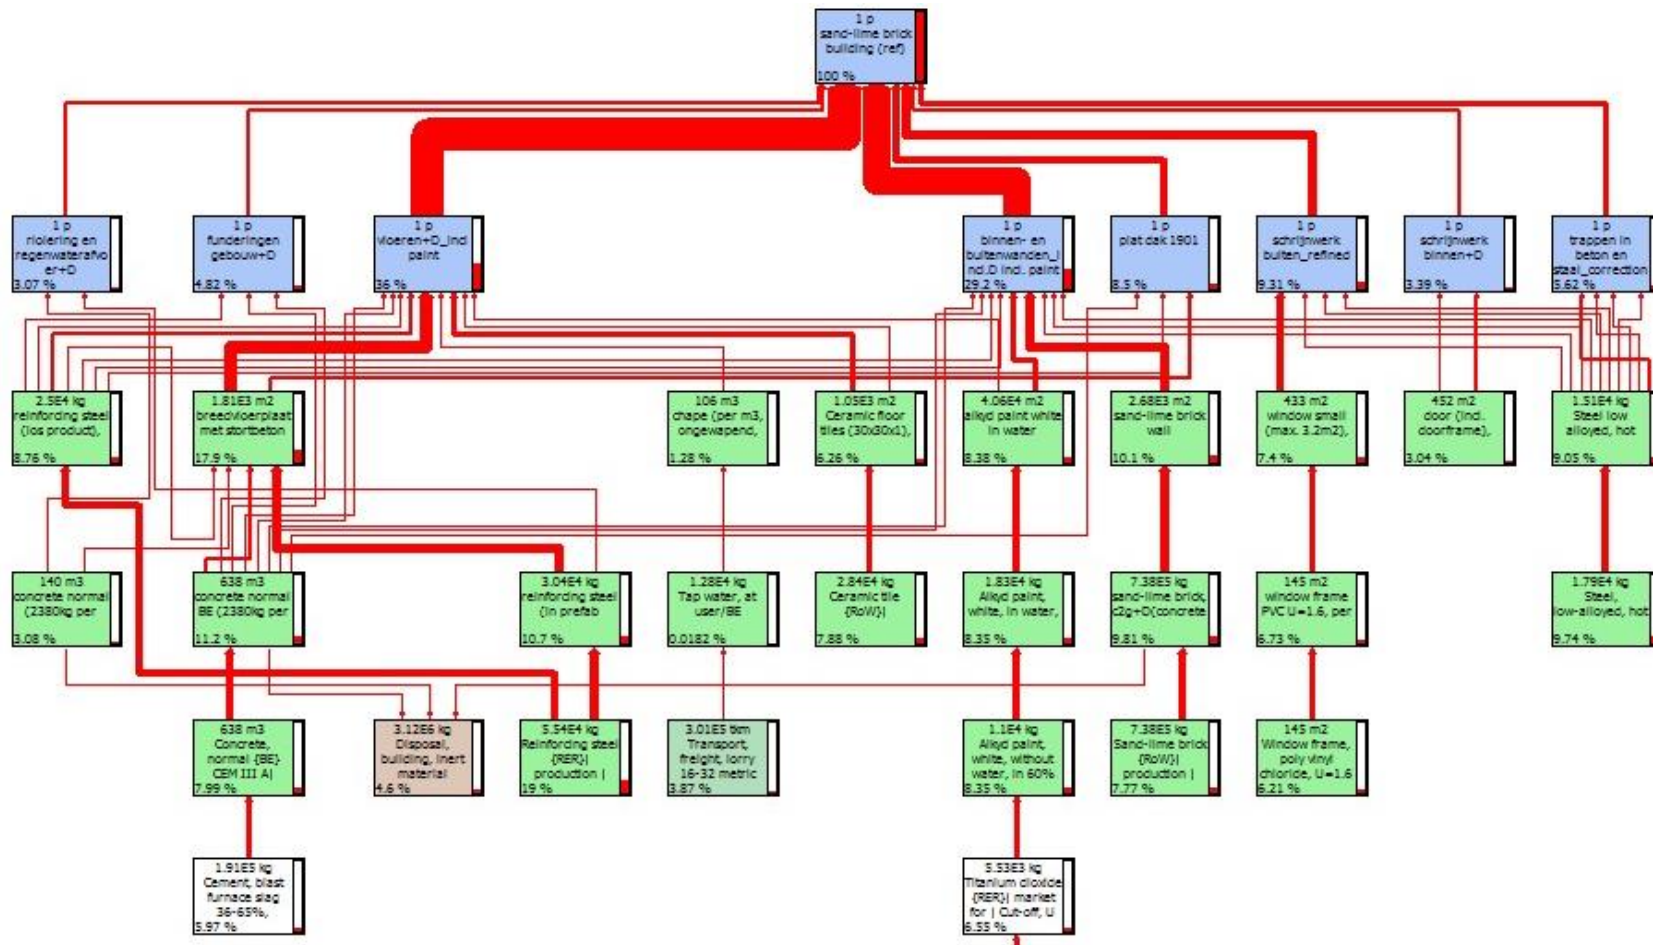 1 p
sand-lime brick
building (ref)
100 %
1 p
riolering en
regenwaterafvo
er+D
3.07 %
1 p
funderingen
gebouw+D
4.82 %
1 p
vloeren+D_incl
paint
36 %
1 p
binnen- en
buitenwanden_i
ncl.D incl. paint
29.2 %
1 p
plat dak 1901
8.5 %
1 p
schrijnwerk
buiten_refined
9.31 %
1 p
schrijnwerk
binnen+D
3.39 %
1 p
trappen in
beton en
staal_correction
5.62 %
2.5E4 kg
reinforcing steel
(los product),
8.76 %
1.81E3 m2
breedvloerplaat
met stortbeton
17.9 %
106 m3
chape (per m3,
ongewapend,
1.28 %
1.05E3 m2
Ceramic floor
tiles (30x30x1),
6.26 %
4.06E4 m2
alkyd paint white
in water
8.38 %
2.68E3 m2
sand-lime brick
wall
10.1 %
433 m2
window small
(max. 3.2m2),
7.4 %
452 m2
door (incl.
doorframe),
3.04 %
1.51E4 kg
Steel low
alloyed, hot
9.05 %
140 m3
concrete normal
(2380kg per
3.08 %
638 m3
concrete normal
BE (2380kg per
11.2 %
3.04E4 kg
reinforcing steel
(in prefab
10.7 %
1.28E4 kg
Tap water, at
user/BE
0.0182 %
2.84E4 kg
Ceramic tile
{RoW}|
7.88 %
1.83E4 kg
Alkyd paint,
white, in water,
8.35 %
7.38E5 kg
sand-lime brick,
c2g+D(concrete
9.81 %
145 m2
window frame
PVC U=1.6, per
6.73 %
1.79E4 kg
Steel,
low-alloyed, hot
9.74 %
638 m3
Concrete,
normal {BE}
CEM III A|
7.99 %
3.12E6 kg
Disposal,
building, inert
material
4.6 %
5.54E4 kg
Reinforcing steel
{RER}|
production |
19 %
3.01E5 tkm
Transport,
freight, lorry
16-32 metric
3.87 %
1.1E4 kg
Alkyd paint,
white, without
water, in 60%
8.35 %
7.38E5 kg
Sand-lime brick
{RoW}|
production |
7.77 %
145 m2
Window frame,
poly vinyl
chloride, U=1.6
6.21 %
1.91E5 kg
Cement, blast
furnace slag
36-65%,
5.97 %
5.53E3 kg
Titanium dioxide
{RER}| market
for | Cut-off, U
6.55 %